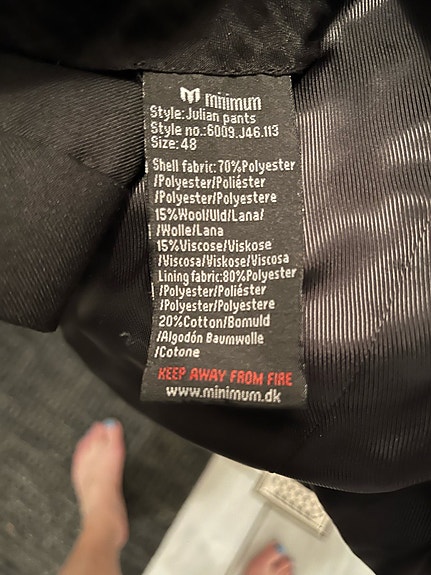 minimum
Style:Julian pants
Style no.:6009.J46.113
Size:48
Shell fabric:70%Polyester
/Polyester/Poliéster
/Polyester/Polyestere
15%Wool/Uld/Lana/
/Wolle/Lana
15%Viscose/Viskose
/Viscosa/Viskose/Viscosa
Lining fabric:80%Polyester
/Polyester/Poliéster
/Polyester/Polyestere
20%Cotton/Bomuld
/Algodón Baumwolle
/Cotone
KEEP AWAY FROM FIRE
www.minimum.dk